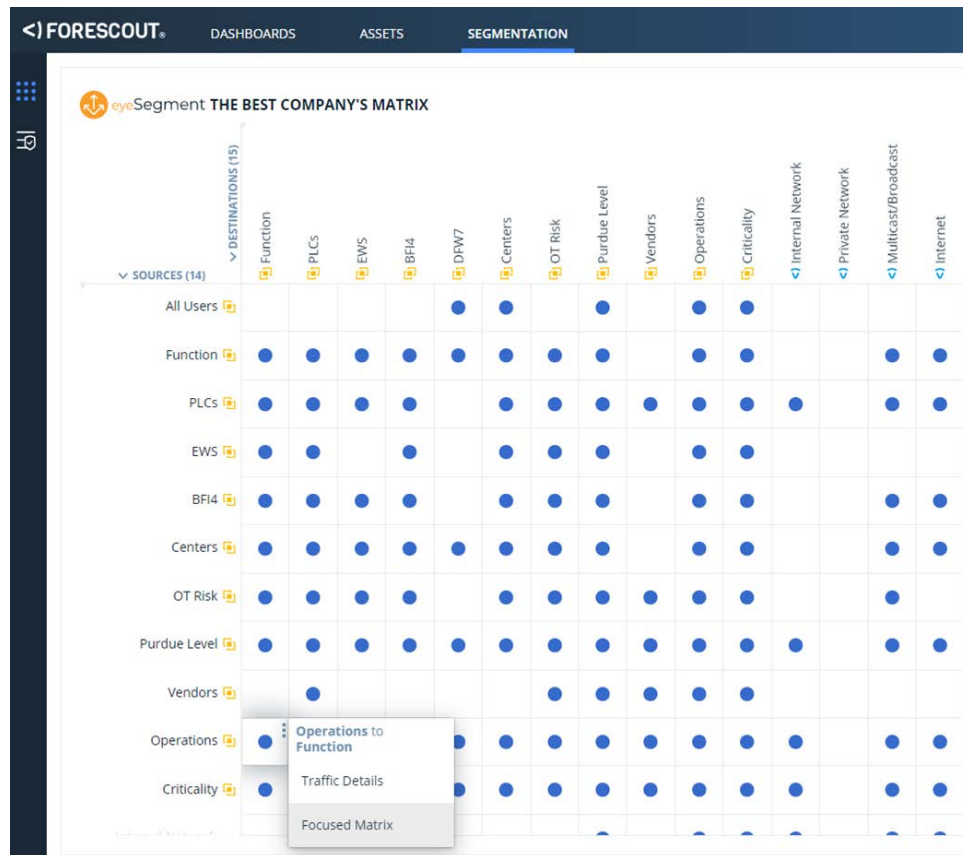 <) FORESCOUT®
DASHBOARDS
ASSETS
SEGMENTATION
eyeSegment THE BEST COMPANY'S MATRIX
DESTINATIONS (15)
SOURCES (14)
Function
PLCs
EWS
BFI4
DFW7
Centers
OT Risk
Purdue Level
Vendors
Operations
Criticality
Internal Network
Private Network
Multicast/Broadcast
Internet
All Users
Function
PLCs
EWS
BFI4
Centers
OT Risk
Purdue Level
Vendors
Operations
Operations to
Function
Traffic Details
Criticality
Focused Matrix